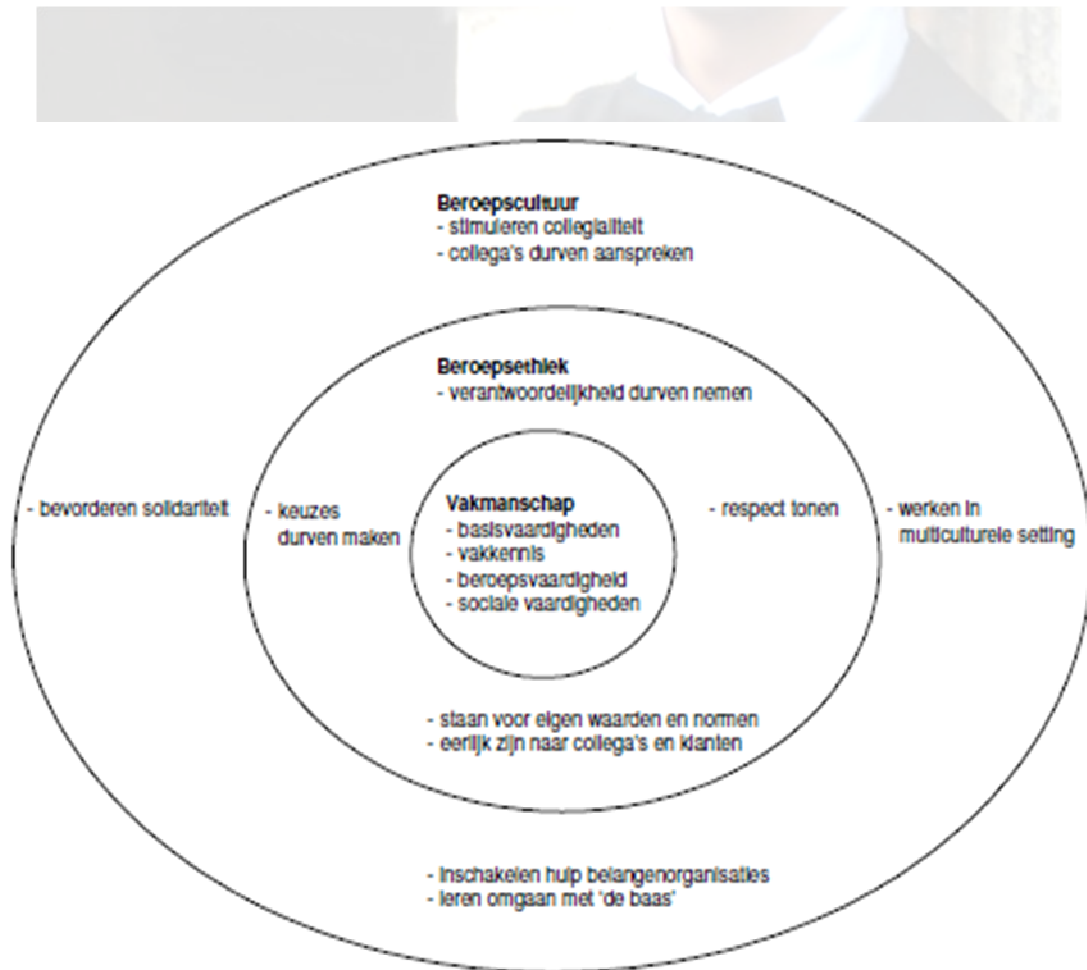 Beroepscultuur
- stimuleren collegialiteit
- collega's durven aanspreken
Beroepsethiek
- verantwoordelijkheid durven nemen
- bevorderen solidariteit
- keuzes
durven maken
Vakmanschap
- basisvaardigheden
- vakkennis
- beroepsvaardigheid
- sociale vaardigheden
- respect tonen
- werken in
multiculturele setting
- staan voor eigen waarden en normen
- eerlijk zijn naar collega's en klanten
- inschakelen hulp belangenorganisaties
- leren omgaan met 'de baas'